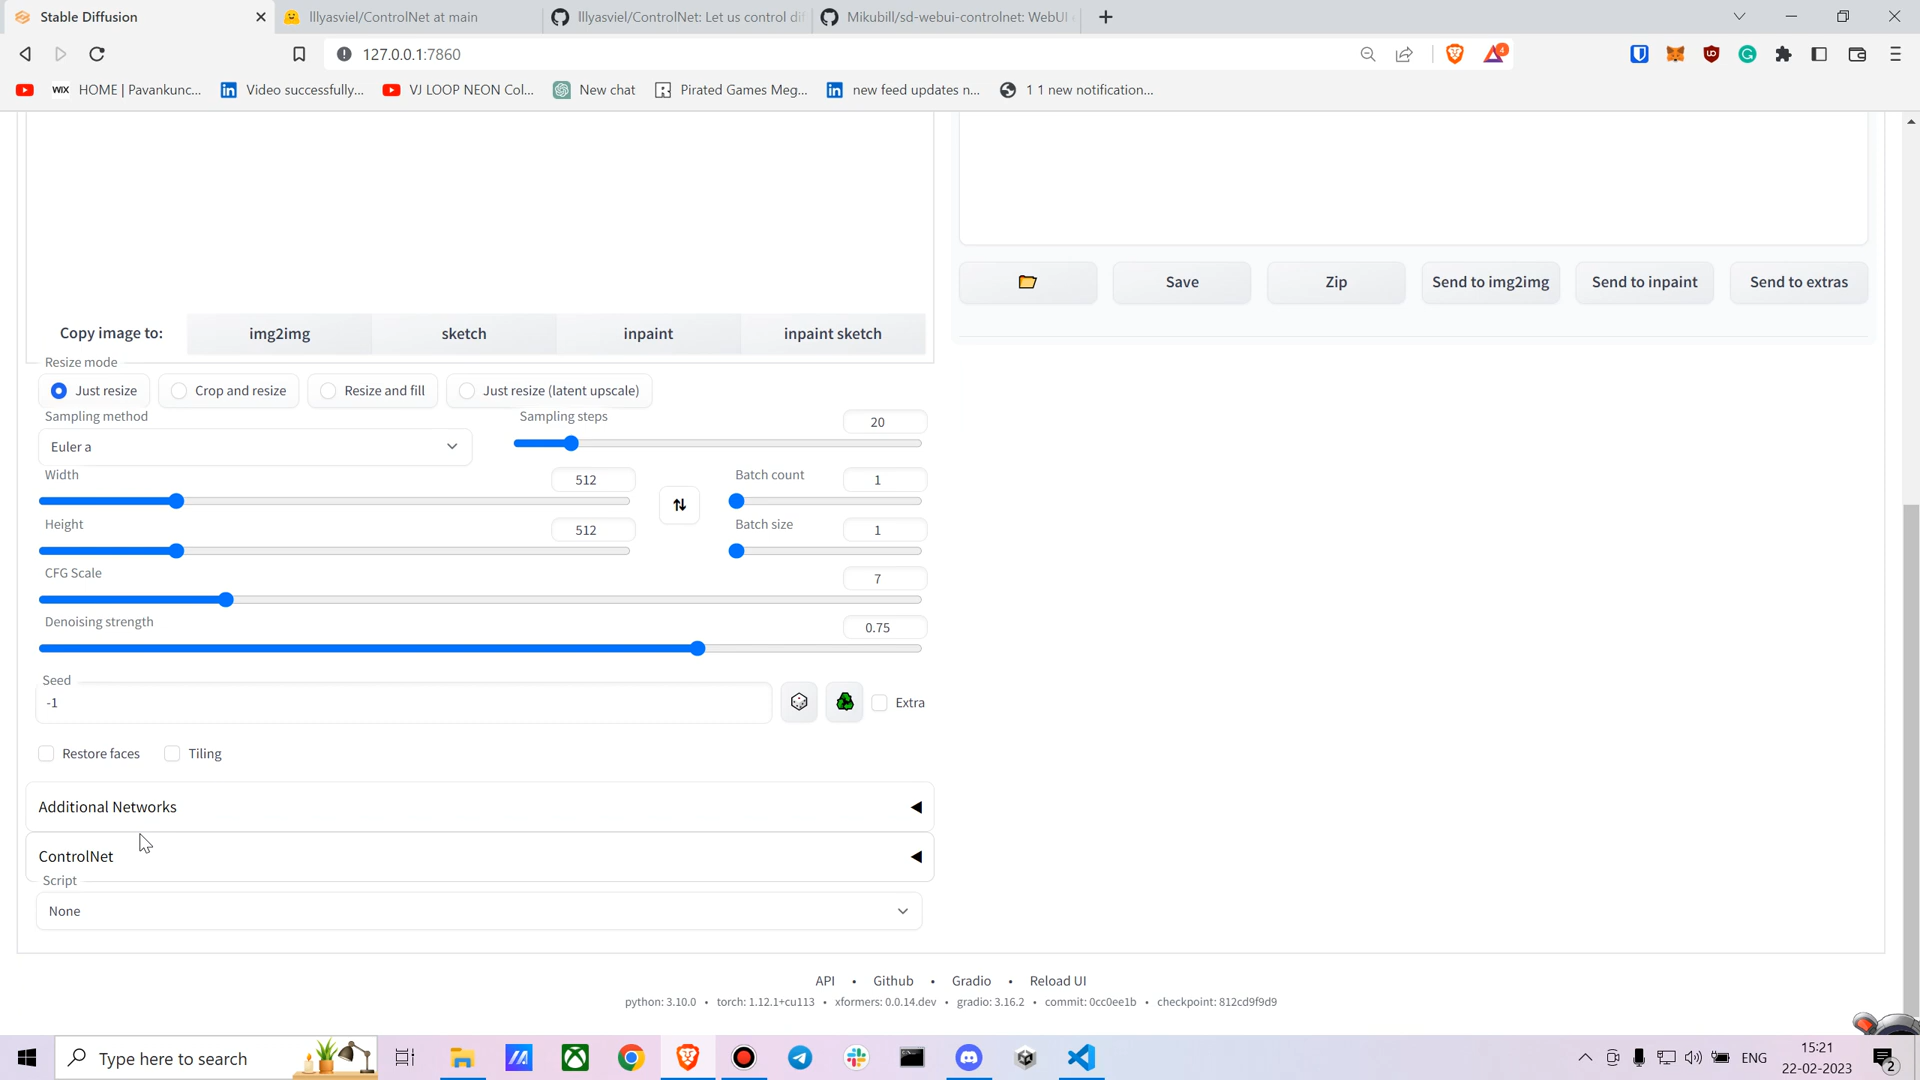 Stable Diffusion
lllyasviel/ControlNet at main
lllyasviel/ControlNet: Let us control dif
Mikubill/sd-webui-controlnet: WebUI
127.0.0.1:7860
4
WIX
HOME | Pavankunc...
Video successfully...
VJ LOOP NEON Col...
New chat
Pirated Games Meg...
new feed updates n...
1 1 new notification...
Save
Zip
Send to img2img
Send to inpaint
Send to extras
Copy image to:
img2img
sketch
inpaint
inpaint sketch
Resize mode
Just resize
Crop and resize
Resize and fill
Just resize (latent upscale)
Sampling method
Sampling steps
20
Euler a
Width
512
Batch count
1
Height
512
Batch size
1
CFG Scale
7
Denoising strength
0.75
Seed
-1
Extra
Restore faces
Tiling
Additional Networks
ControlNet
Script
None
API • Github • Gradio • Reload UI
python: 3.10.0 • torch: 1.12.1+cu113 • xformers: 0.0.14.dev • gradio: 3.16.2 • commit: 0cc0ee1b • checkpoint: 812cd9f9d9
Type here to search
ENG
15:21
22-02-2023
2